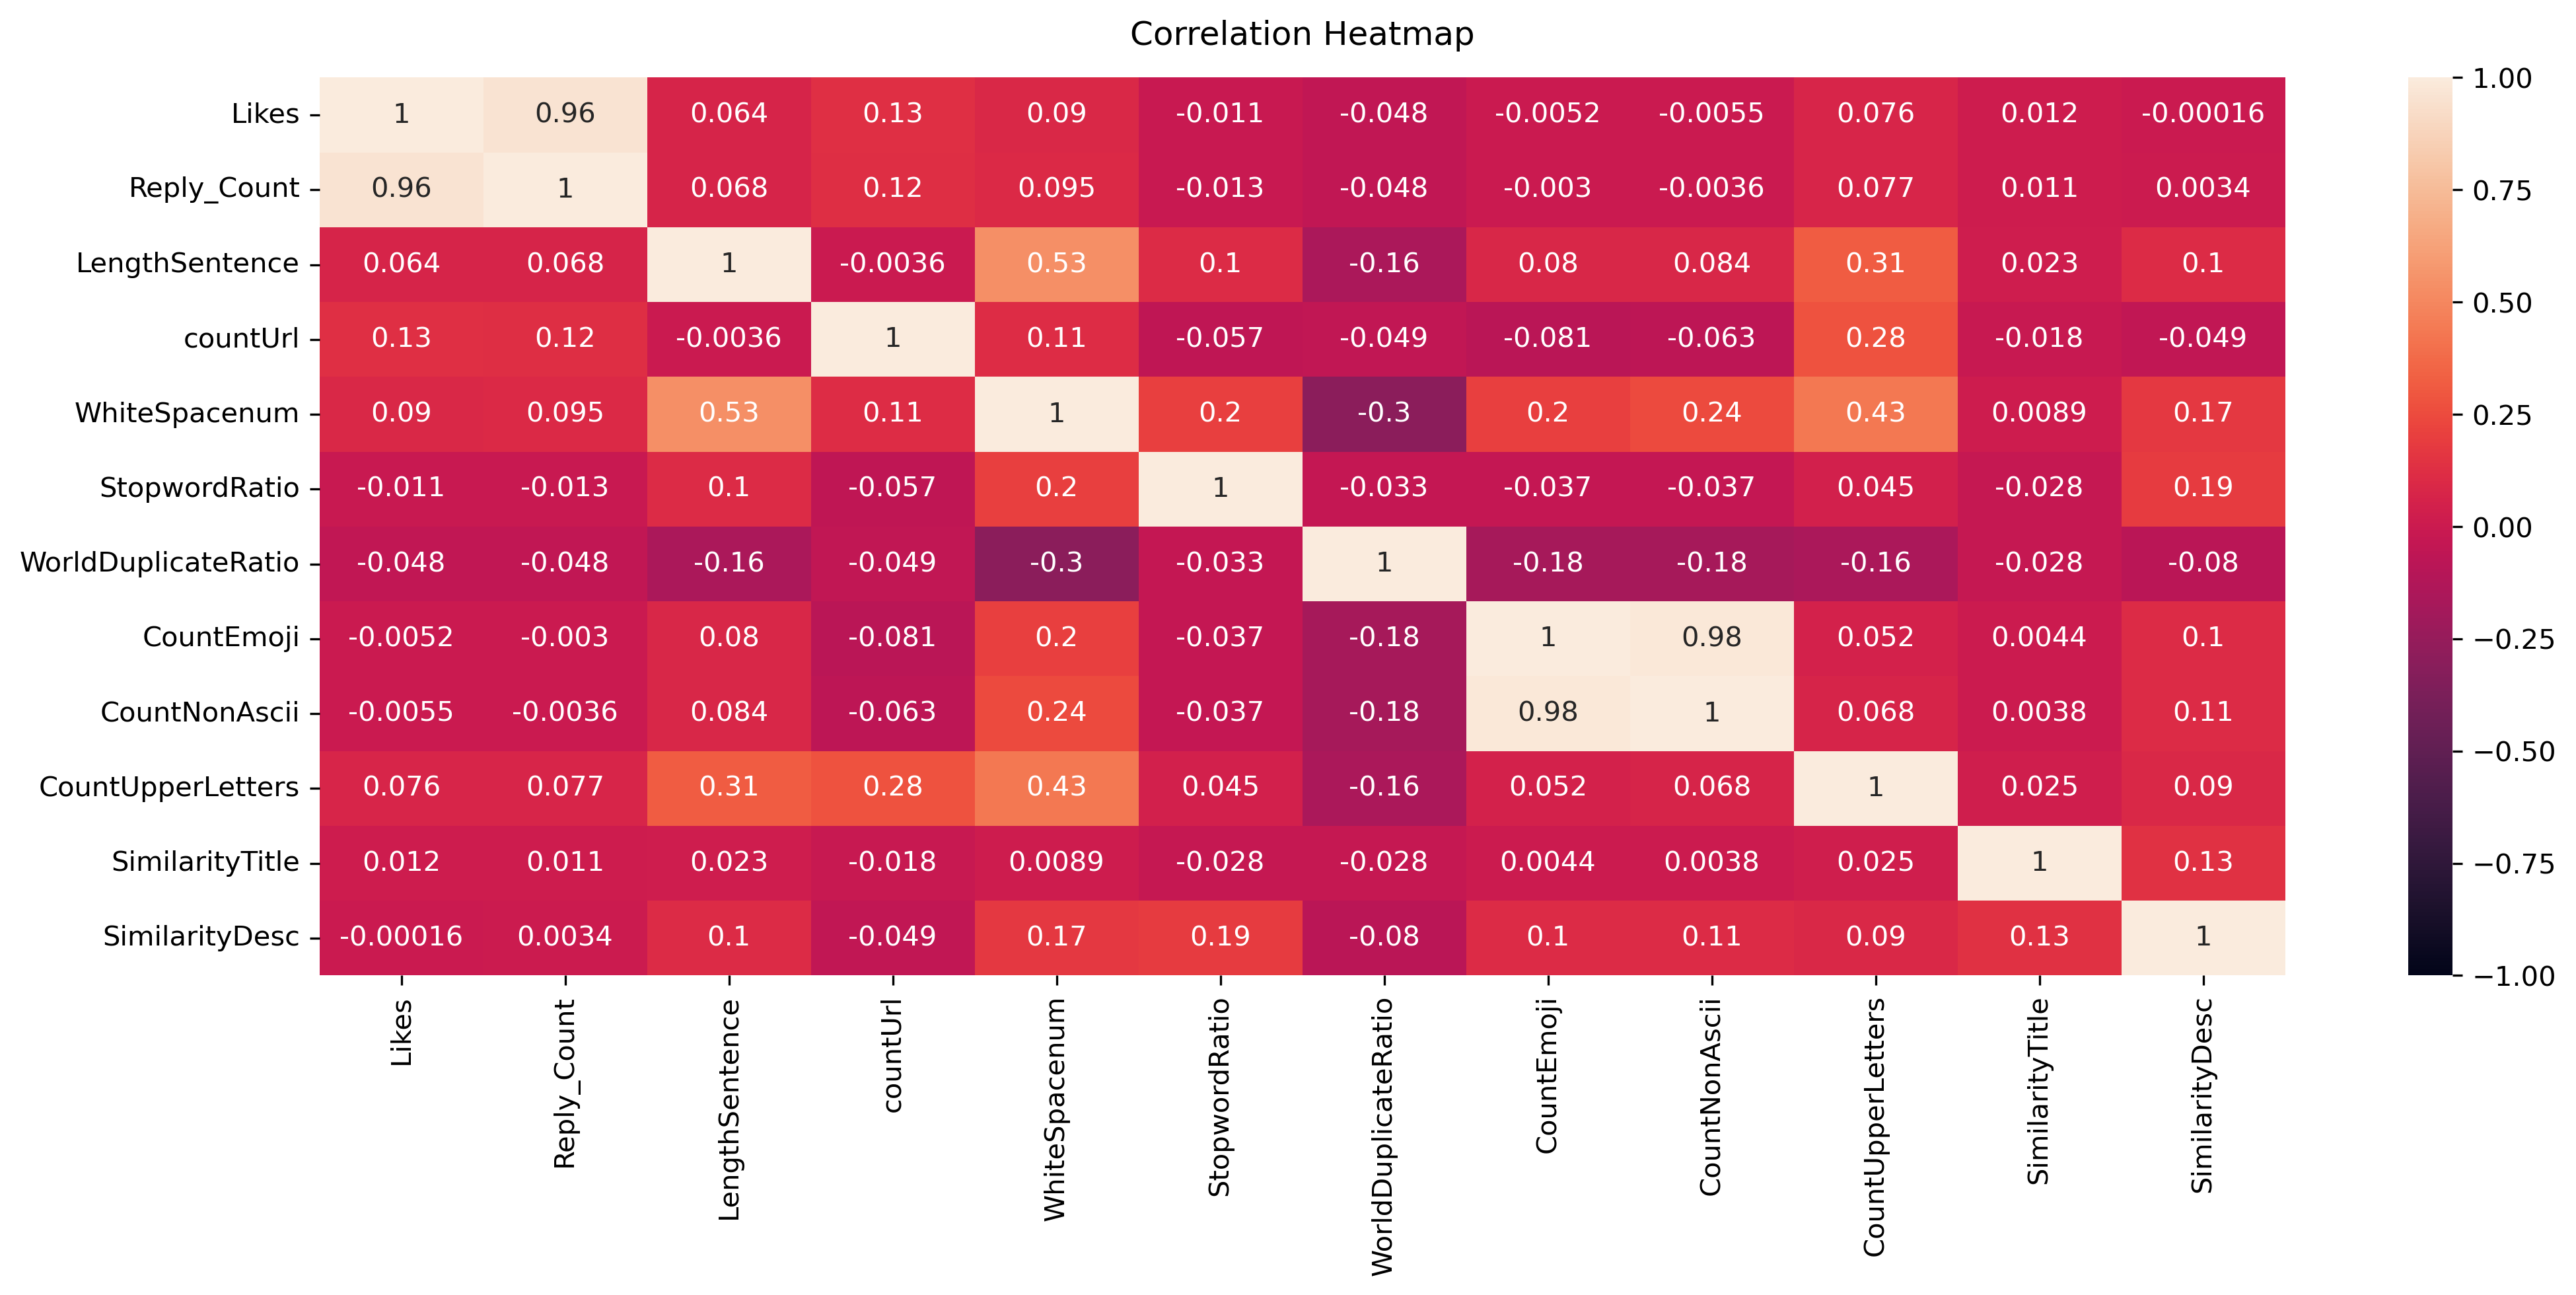 Correlation Heatmap
Likes 1 0.96 0.064 0.13 0.09 -0.011 -0.048 -0.0052 -0.0055 0.076 0.012 -0.00016
Reply_Count 0.96 1 0.068 0.12 0.095 -0.013 -0.048 -0.003 -0.0036 0.077 0.011 0.0034
LengthSentence 0.064 0.068 1 -0.0036 0.53 0.1 -0.16 0.08 0.084 0.31 0.023 0.1
countUrl 0.13 0.12 -0.0036 1 0.11 -0.057 -0.049 -0.081 -0.063 0.28 -0.018 -0.049
WhiteSpacenum 0.09 0.095 0.53 0.11 1 0.2 -0.3 0.2 0.24 0.43 0.0089 0.17
StopwordRatio -0.011 -0.013 0.1 -0.057 0.2 1 -0.033 -0.037 -0.037 0.045 -0.028 0.19
WorldDuplicateRatio -0.048 -0.048 -0.16 -0.049 -0.3 -0.033 1 -0.18 -0.18 -0.16 -0.028 -0.08
CountEmoji -0.0052 -0.003 0.08 -0.081 0.2 -0.037 -0.18 1 0.98 0.052 0.0044 0.1
CountNonAscii -0.0055 -0.0036 0.084 -0.063 0.24 -0.037 -0.18 0.98 1 0.068 0.0038 0.11
CountUpperLetters 0.076 0.077 0.31 0.28 0.43 0.045 -0.16 0.052 0.068 1 0.025 0.09
SimilarityTitle 0.012 0.011 0.023 -0.018 0.0089 -0.028 -0.028 0.0044 0.0038 0.025 1 0.13
SimilarityDesc -0.00016 0.0034 0.1 -0.049 0.17 0.19 -0.08 0.1 0.11 0.09 0.13 1
Likes
Reply_Count
LengthSentence
countUrl
WhiteSpacenum
StopwordRatio
WorldDuplicateRatio
CountEmoji
CountNonAscii
CountUpperLetters
SimilarityTitle
SimilarityDesc
1.00
0.75
0.50
0.25
0.00
−0.25
−0.50
−0.75
−1.00